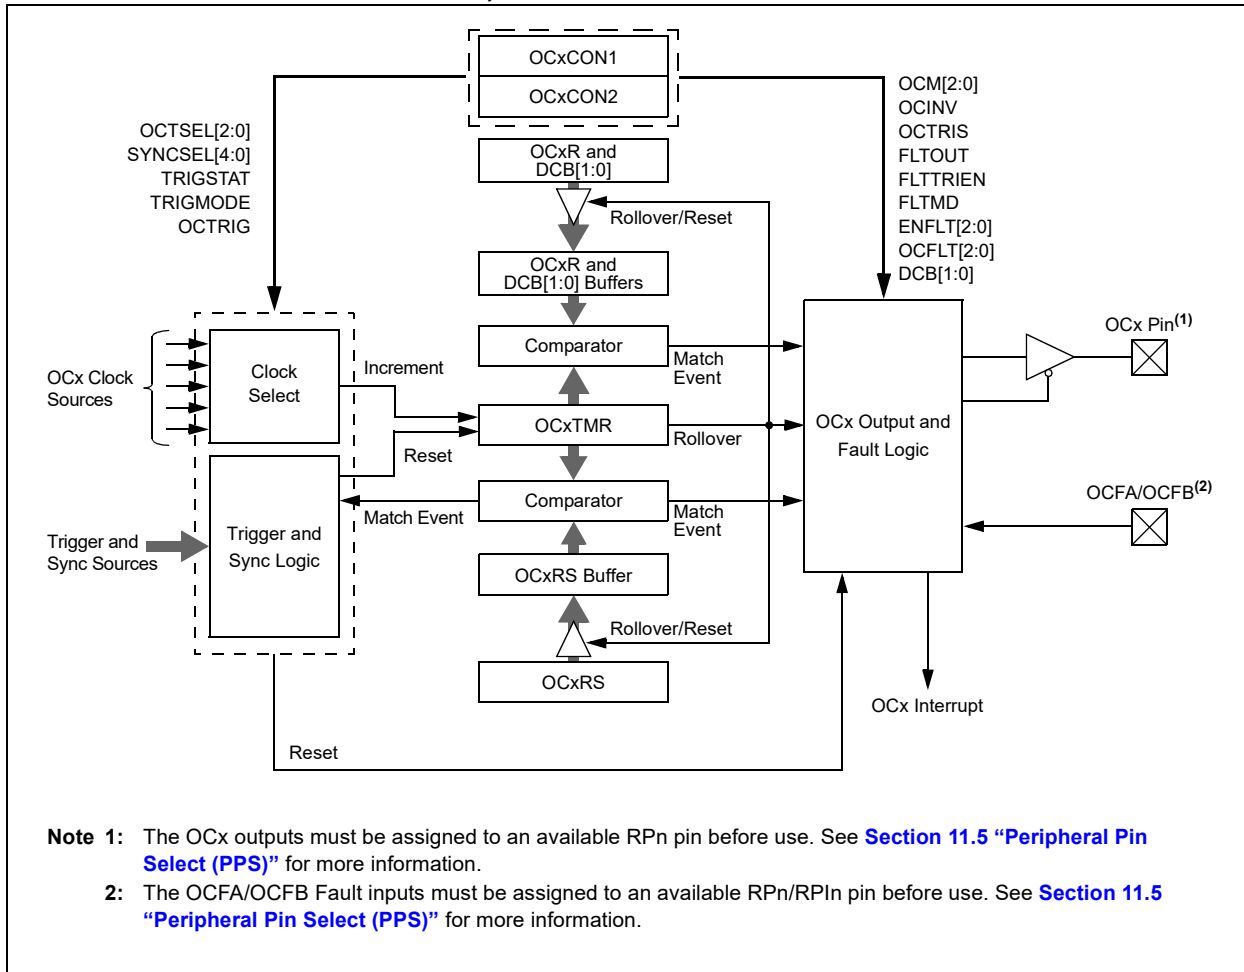 OCxCON1
OCxCON2
OCTSEL[2:0]
SYNCSEL[4:0]
TRIGSTAT
TRIGMODE
OCTRIG
OCM[2:0]
OCINV
OCTRIS
FLTOUT
FLTTRIEN
FLTMD
ENFLT[2:0]
OCFLT[2:0]
DCB[1:0]
OCxR and
DCB[1:0]
Rollover/Reset
OCxR and
DCB[1:0] Buffers
Comparator
Match
Event
OCx Clock
Sources
Clock
Select
Increment
OCxTMR
Rollover
Reset
Comparator
Match Event
Match
Event
Trigger and
Sync Sources
Trigger and
Sync Logic
OCxRS Buffer
Rollover/Reset
OCxRS
OCx Output and
Fault Logic
OCx Pin(1)
OCFA/OCFB(2)
OCx Interrupt
Reset
Note 1: The OCx outputs must be assigned to an available RPn pin before use. See Section 11.5 “Peripheral Pin
Select (PPS)” for more information.
2: The OCFA/OCFB Fault inputs must be assigned to an available RPn/RPIn pin before use. See Section 11.5
“Peripheral Pin Select (PPS)” for more information.